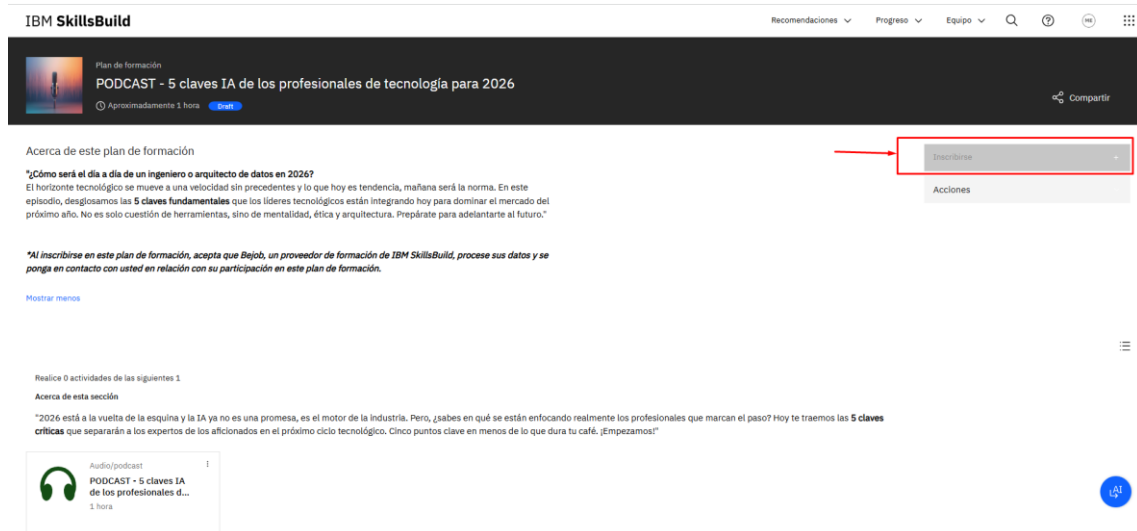 IBM SkillsBuild
Recomendaciones
Progreso
Equipo
Plan de formación
PODCAST - 5 claves IA de los profesionales de tecnología para 2026
Aproximadamente 1 hora
Draft
Compartir
Acerca de este plan de formación
Inscribirse
"¿Cómo será el día a día de un ingeniero o arquitecto de datos en 2026?
El horizonte tecnológico se mueve a una velocidad sin precedentes y lo que hoy es tendencia, mañana será la norma. En este
episodio, desglosamos las 5 claves fundamentales que los líderes tecnológicos están integrando hoy para dominar el mercado del
próximo año. No es solo cuestión de herramientas, sino de mentalidad, ética y arquitectura. Prepárate para adelantarte al futuro."
Acciones
*Al inscribirse en este plan de formación, acepta que Bejob, un proveedor de formación de IBM SkillsBuild, procese sus datos y se
ponga en contacto con usted en relación con su participación en este plan de formación.
Mostrar menos
Realice 0 actividades de las siguientes 1
Acerca de esta sección
"2026 está a la vuelta de la esquina y la IA ya no es una promesa, es el motor de la industria. Pero, ¿sabes en qué se están enfocando realmente los profesionales que marcan el paso? Hoy te traemos las 5 claves
críticas que separarán a los expertos de los aficionados en el próximo ciclo tecnológico. Cinco puntos clave en menos de lo que dura tu café. ¡Empezamos!"
Audio/podcast
PODCAST - 5 claves IA
de los profesionales d...
1 hora
AI